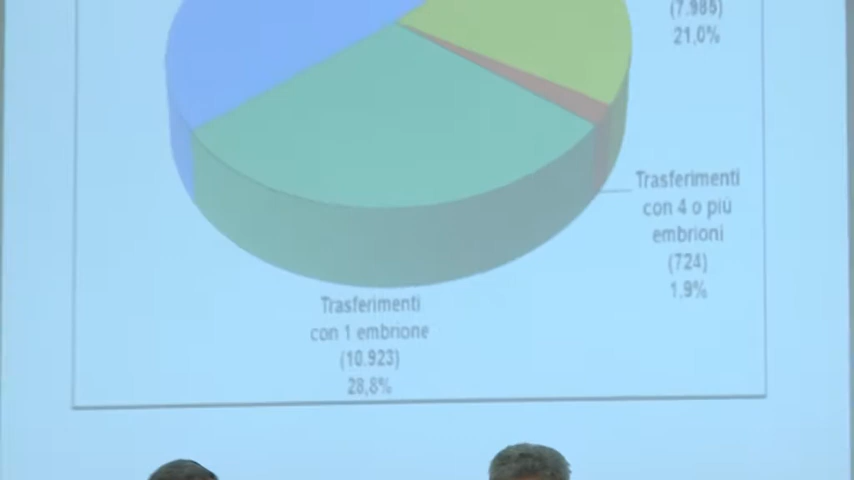 (7.985)
21,0%
Trasferimenti
con 4 o più
embrioni
(724)
1,9%
Trasferimenti
con 1 embrione
(10.923)
28,8%